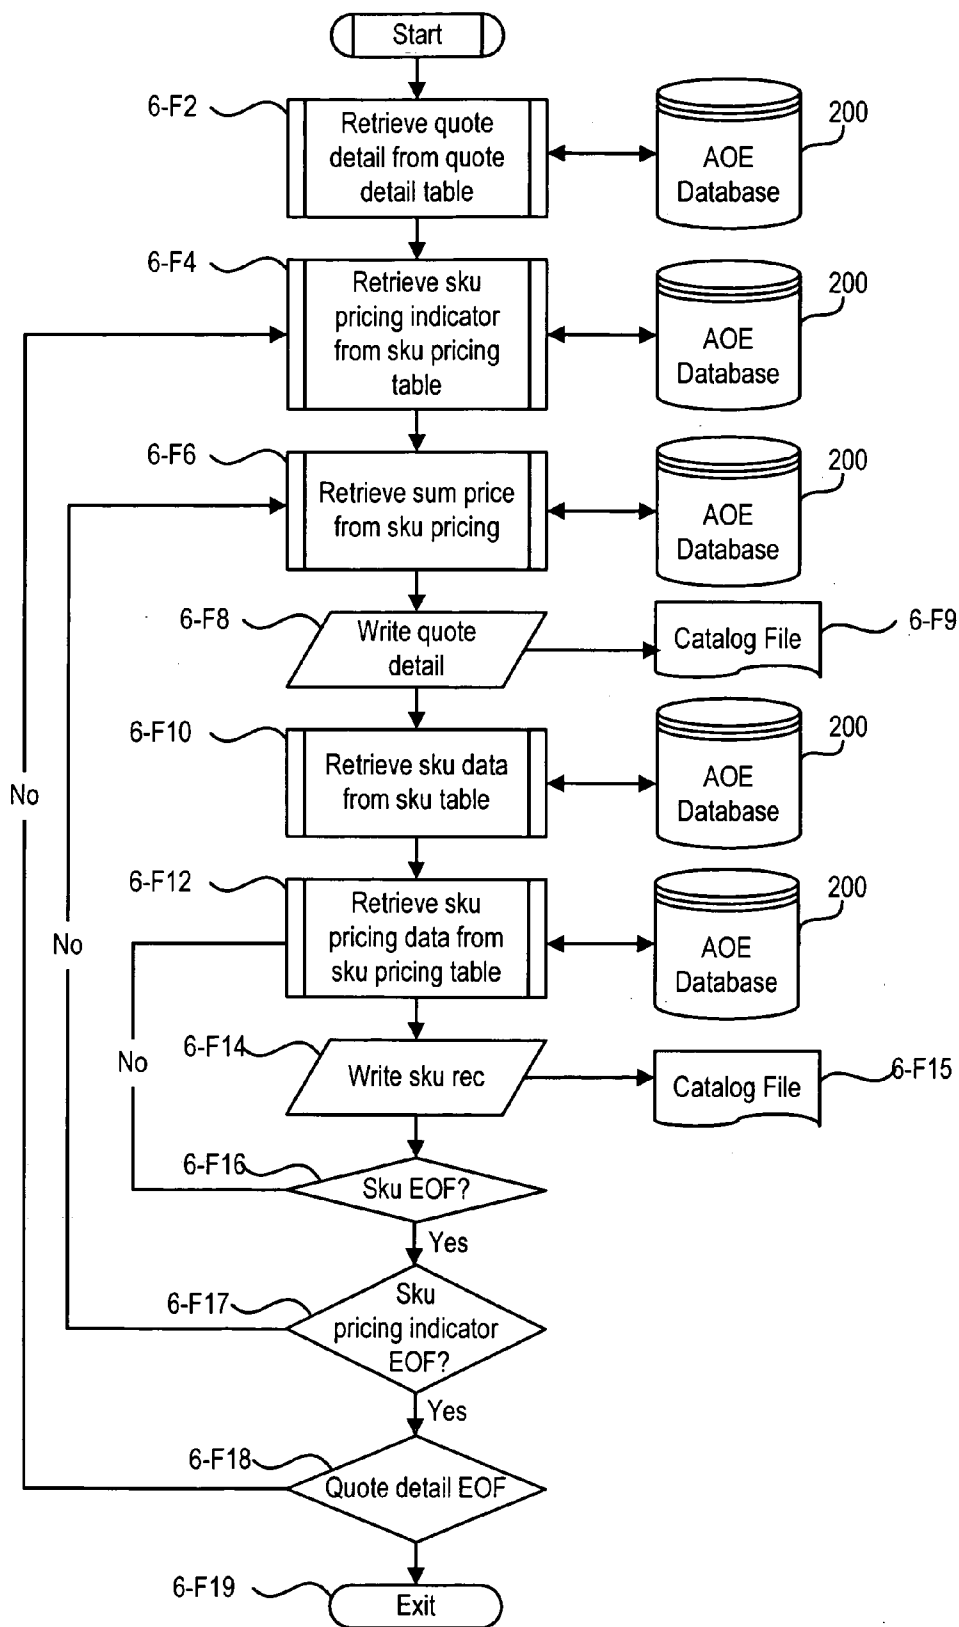 Start
6-F2
Retrieve quote
detail from quote
detail table
200
AOE
Database
6-F4
Retrieve sku
pricing indicator
from sku pricing
table
200
AOE
Database
6-F6
Retrieve sum price
from sku pricing
200
AOE
Database
6-F8
Write quote
detail
Catalog File
6-F9
6-F10
Retrieve sku data
from sku table
200
AOE
Database
No
6-F12
Retrieve sku
pricing data from
sku pricing table
200
AOE
Database
No
6-F14
Write sku rec
Catalog File
6-F15
No
6-F16
Sku EOF?
Yes
6-F17
Sku
pricing indicator
EOF?
Yes
6-F18
Quote detail EOF
6-F19
Exit